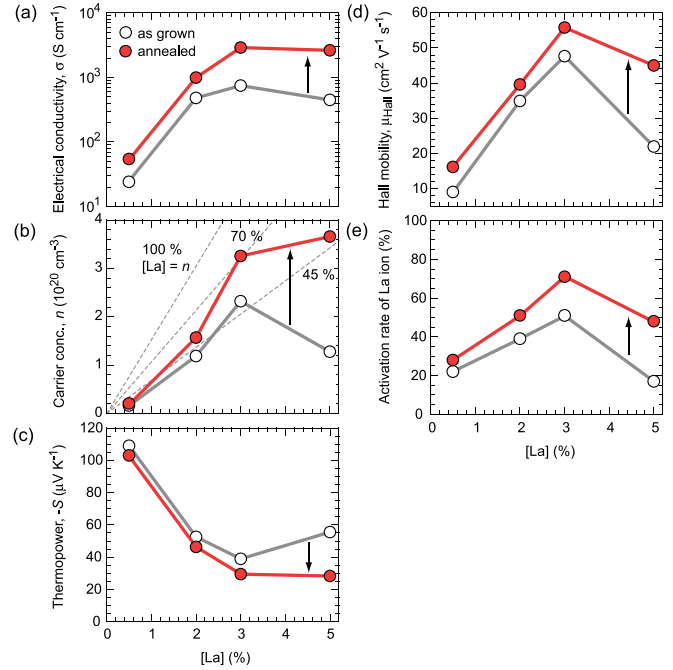 (a)
10⁴
10³
10²
10¹
Electrical conductivity, σ (S cm⁻¹)
as grown
annealed
(b)
4
3
2
1
0
Carrier conc., n (10²⁰ cm⁻³)
100 %
[La] = n
70 %
45 %
(c)
120
100
80
60
40
20
0
Thermopower, -S (μV K⁻¹)
0 1 2 3 4 5
[La] (%)
(d)
60
50
40
30
20
10
Hall mobility, μHall (cm² V⁻¹ s⁻¹)
(e)
100
80
60
40
20
0
Activation rate of La ion (%)
0 1 2 3 4 5
[La] (%)